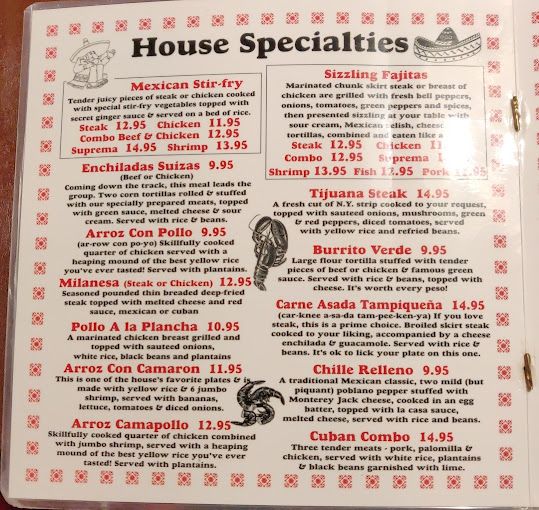 House Specialties
Mexican Stir-fry
Tender juicy pieces of steak or chicken cooked
with special stir-fry vegetables topped with
secret ginger sauce & served on a bed of rice.
Steak 12.95 Chicken 11.95
Combo Beef & Chicken 12.95
Suprema 14.95 Shrimp 13.95
Enchiladas Suizas 9.95
(Beef or Chicken)
Coming down the track, this meal leads the
group. Two corn tortillas rolled & stuffed
with our specially prepared meats, topped
with green sauce, melted cheese & sour
cream. Served with rice & beans.
Arroz Con Pollo 9.95
(ar-row con po-yo) Skillfully cooked
quarter of chicken served with a
heaping mound of the best yellow rice
you've ever tasted! Served with plantains.
Milanesa (Steak or Chicken) 12.95
Seasoned pounded thin breaded deep-fried
steak topped with melted cheese and red
sauce, mexican or cuban
Pollo A la Plancha 10.95
A marinated chicken breast grilled and
topped with sauteed onions,
white rice, black beans and plantains
Arroz Con Camaron 11.95
This is one of the house's favorite plates & is
made with yellow rice & 6 jumbo
shrimp, served with bananas,
lettuce, tomatoes & diced onions.
Arroz Camapollo 12.95
Skillfully cooked quarter of chicken combined
with jumbo shrimp, served with a heaping
mound of the best yellow rice you've ever
tasted! Served with plantains.
Sizzling Fajitas
Marinated chunk skirt steak or breast of
chicken are grilled with fresh bell peppers,
onions, tomatoes, green peppers and spices,
then presented sizzling at your table with
sour cream, Mexican relish, cheese
tortillas, combined and eaten like a
Steak 12.95 Chicken
Combo 12.95 Suprema
Shrimp 13.95 Fish 12.95 Pork
Tijuana Steak 14.95
A fresh cut of N.Y. strip cooked to your request,
topped with sauteed onions, mushrooms, green
& red peppers, diced tomatoes, served
with yellow rice and refried beans.
Burrito Verde 9.95
Large flour tortilla stuffed with tender
pieces of beef or chicken & famous green
sauce. Served with rice & beans, topped with
cheese. It's worth every peso!
Carne Asada Tampiqueña 14.95
(car-knee a-sa-da tam-pee-ken-ya) If you love
steak, this is a prime choice. Broiled skirt steak
cooked to your liking, accompanied by a cheese
enchilada & guacamole. Served with rice &
beans. It's ok to lick your plate on this one.
Chille Relleno 9.95
A traditional Mexican classic, two mild (but
piquant) poblano pepper stuffed with
Monterey Jack cheese, cooked in an egg
batter, topped with la casa sauce,
melted cheese, served with rice and beans.
Cuban Combo 14.95
Three tender meats - pork, palomilla &
chicken, served with white rice, plantains
& black beans garnished with lime.